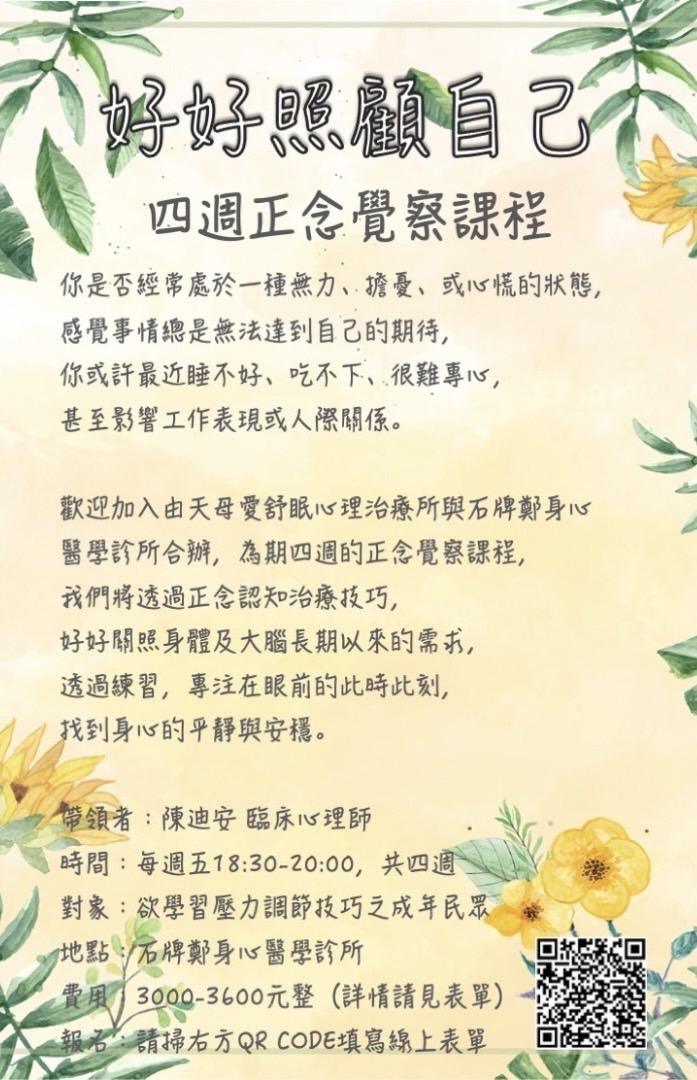 好好照顧自己
四週正念覺察課程
你是否經常處於一種無力、擔憂、或心慌的狀態,
感覺事情總是無法達到自己的期待,
你或許最近睡不好、吃不下、很難專心,
甚至影響工作表現或人際關係。
歡迎加入由天母愛舒眠心理治療所與石牌鄭身心
醫學診所合辦, 為期四週的正念覺察課程,
我們將透過正念認知治療技巧,
好好關照身體及大腦長期以來的需求,
透過練習, 專注在眼前的此時此刻,
找到身心的平靜與安穩。
帶領者：陳迪安 臨床心理師
時間：每週五18:30-20:00, 共四週
對象：欲學習壓力調節技巧之成年民眾
地點：石牌鄭身心醫學診所
費用：3000-3600元整 (詳情請見表單)
報名：請掃右方QR CODE填寫線上表單